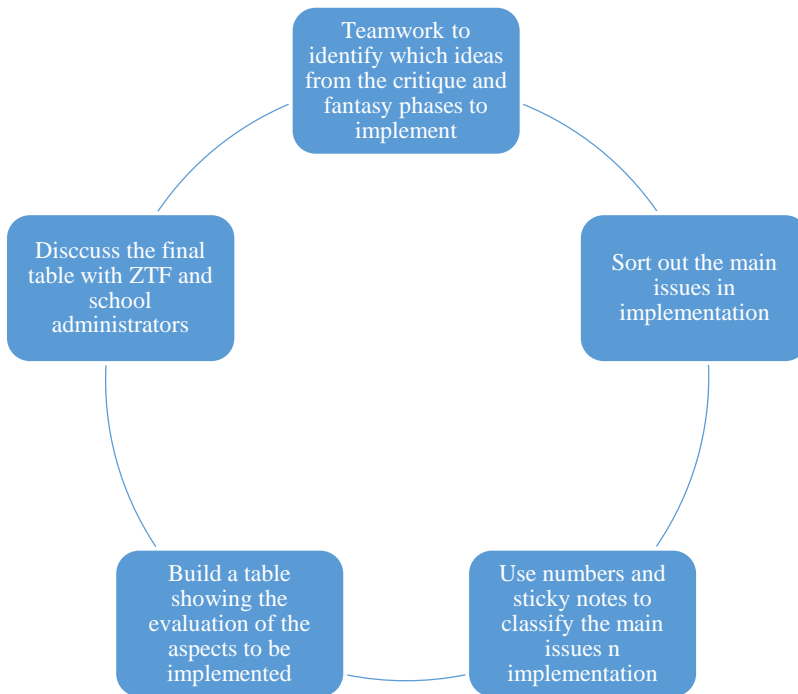 Teamwork to
identify which ideas
from the critique and
fantasy phases to
implement
Sort out the main
issues in
implementation
Use numbers and
sticky notes to
classify the main
issues n
implementation
Build a table
showing the
evaluation of the
aspects to be
implemented
Disccuss the final
table with ZTF and
school
administrators